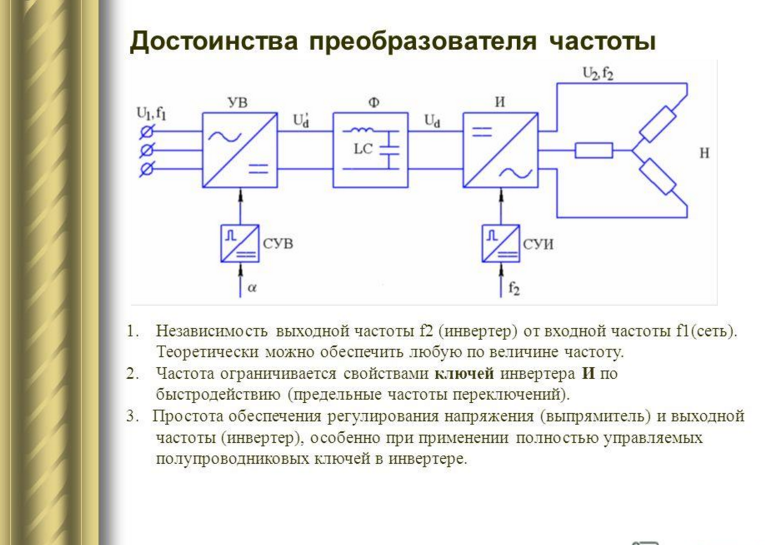 Достоинства преобразователя частоты
U2, f2
УВ Ф И
U1, f1
U'd Ud
LC
Н
СУВ СУИ
α f2
1. Независимость выходной частоты f2 (инвертер) от входной частоты f1(сеть).
Теоретически можно обеспечить любую по величине частоту.
2. Частота ограничивается свойствами ключей инвертера И по
быстродействию (предельные частоты переключений).
3. Простота обеспечения регулирования напряжения (выпрямитель) и выходной
частоты (инвертер), особенно при применении полностью управляемых
полупроводниковых ключей в инвертере.